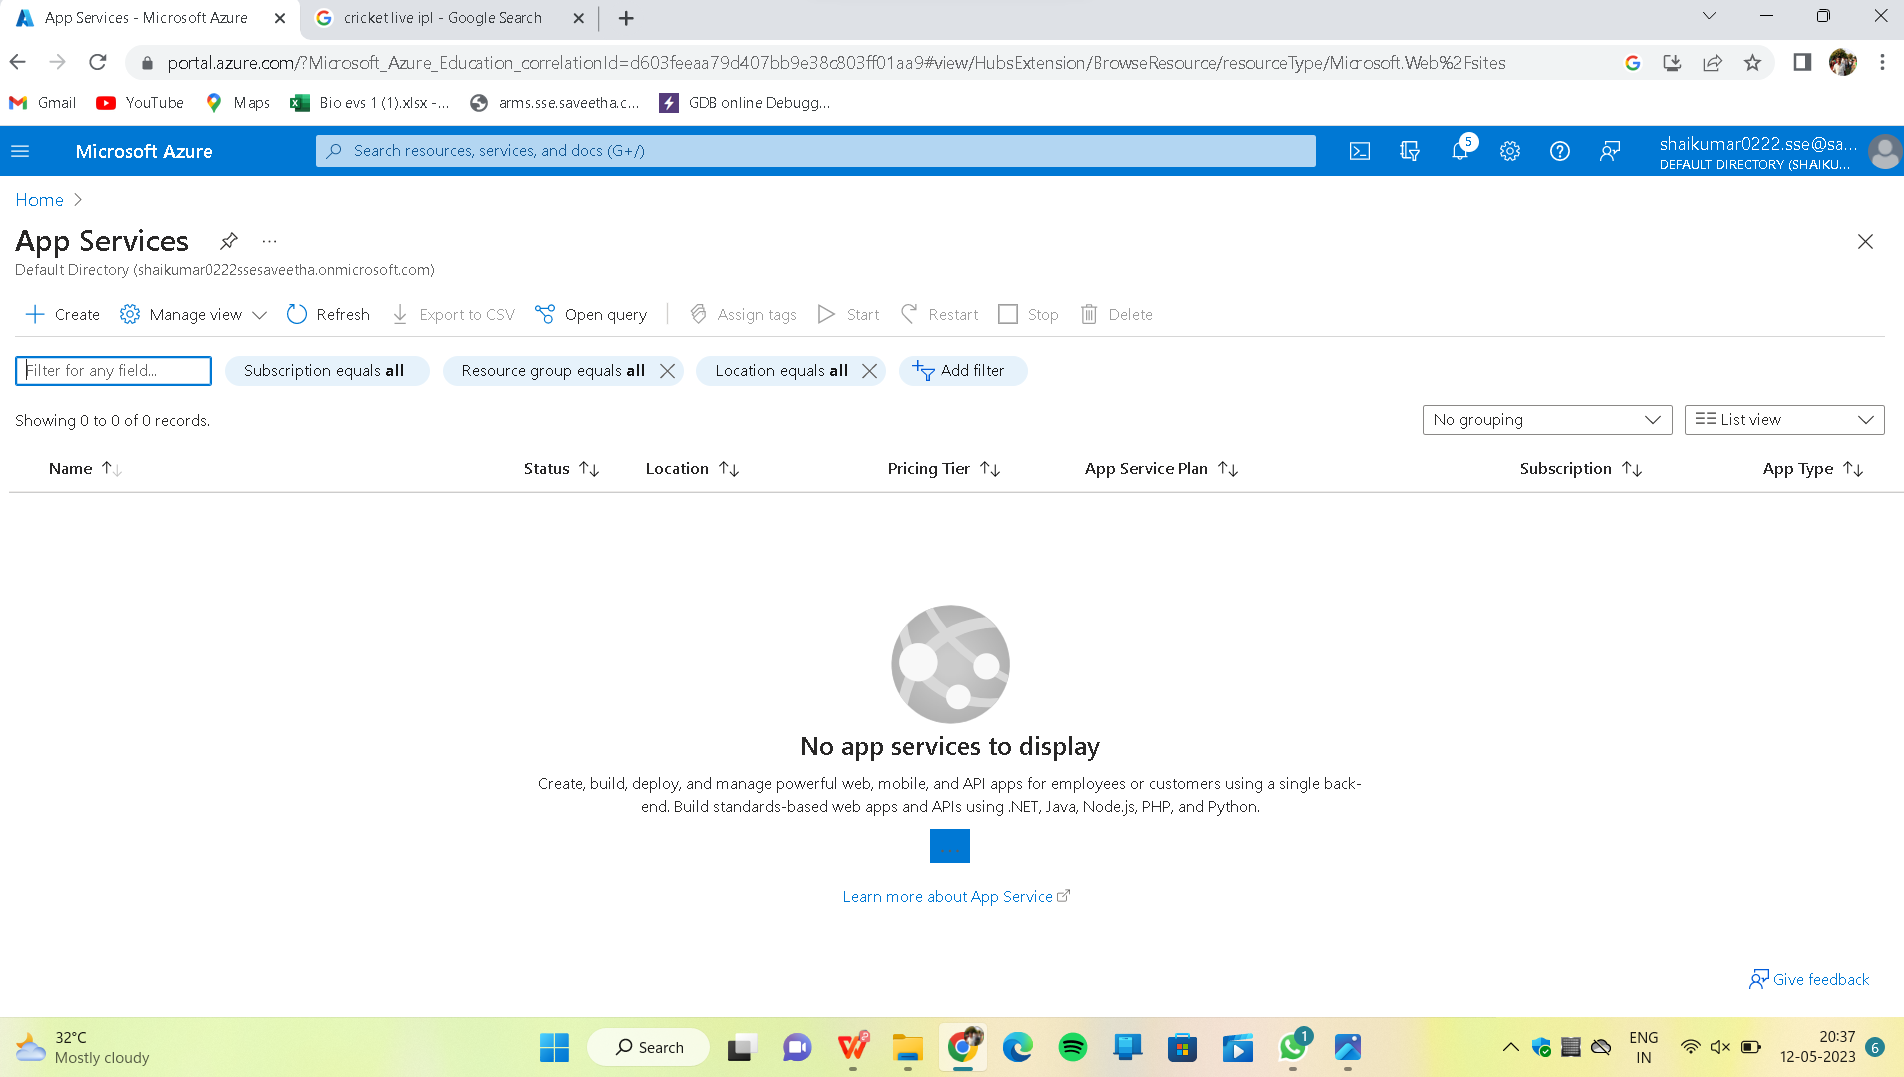 App Services - Microsoft Azure
cricket live ipl - Google Search
portal.azure.com/?Microsoft_Azure_Education_correlationId=d603feeaa79d407bb9e38c803ff01aa9#view/HubsExtension/BrowseResource/resourceType/Microsoft.Web%2Fsites
Gmail YouTube Maps Bio evs 1 (1).xlsx -... arms.sse.saveetha.c... GDB online Debugg...
Microsoft Azure
Search resources, services, and docs (G+/)
5
shaikumar0222.sse@sa...
DEFAULT DIRECTORY (SHAIKU...
Home
App Services
...
Default Directory (shaikumar0222ssesaveetha.onmicrosoft.com)
Create Manage view Refresh Export to CSV Open query Assign tags Start Restart Stop Delete
Filter for any field... Subscription equals all Resource group equals all Location equals all Add filter
Showing 0 to 0 of 0 records.
No grouping List view
Name Status Location Pricing Tier App Service Plan Subscription App Type
No app services to display
Create, build, deploy, and manage powerful web, mobile, and API apps for employees or customers using a single back-
end. Build standards-based web apps and APIs using .NET, Java, Node.js, PHP, and Python.
...
Learn more about App Service
Give feedback
32°C
Mostly cloudy
Search
1
ENG
IN
20:37
12-05-2023
6